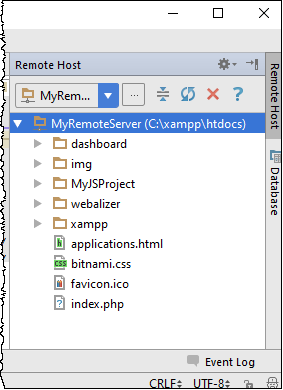 Remote Host
MyRem...
...
MyRemoteServer (C:\xampp\htdocs)
dashboard
img
MyJSProject
webalizer
xampp
applications.html
bitnami.css
favicon.ico
index.php
Remote Host
Database
Event Log
CRLF UTF-8